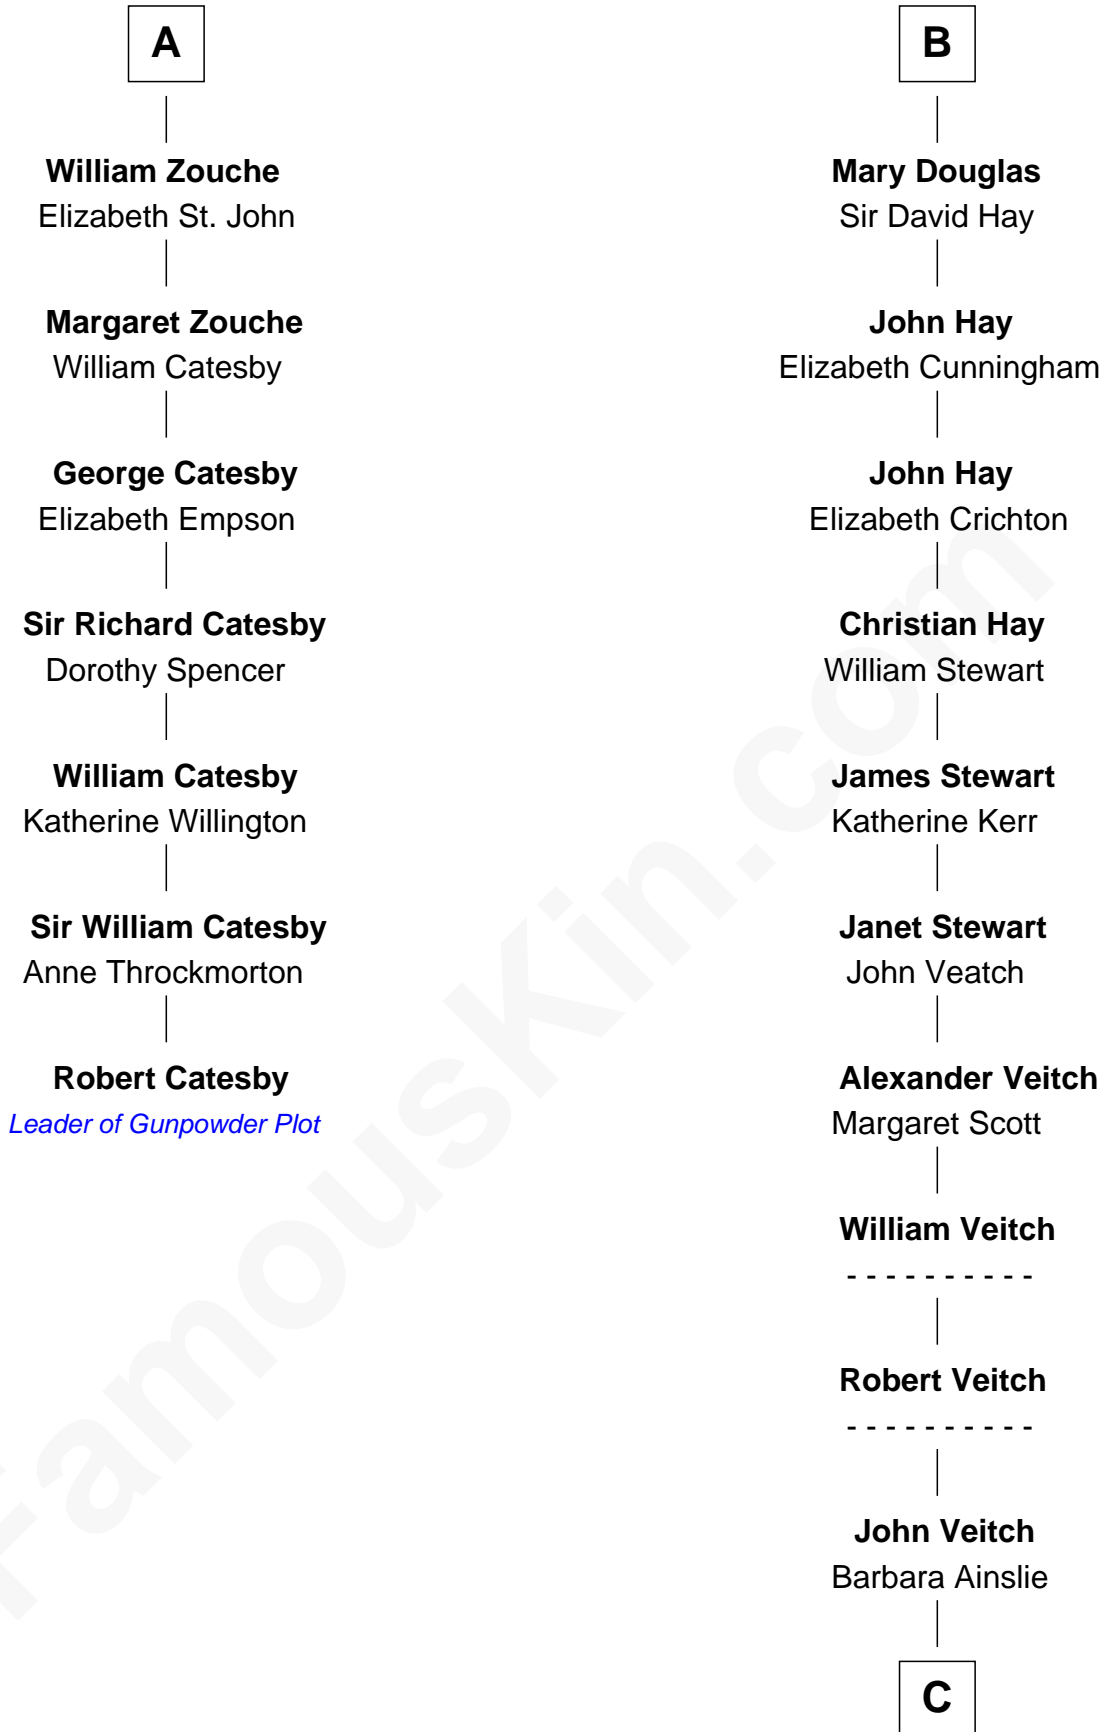 A
William Zouche
Elizabeth St. John
Margaret Zouche
William Catesby
George Catesby
Elizabeth Empson
Sir Richard Catesby
Dorothy Spencer
William Catesby
Katherine Willington
Sir William Catesby
Anne Throckmorton
Robert Catesby
Leader of Gunpowder Plot
B
Mary Douglas
Sir David Hay
John Hay
Elizabeth Cunningham
John Hay
Elizabeth Crichton
Christian Hay
William Stewart
James Stewart
Katherine Kerr
Janet Stewart
John Veatch
Alexander Veitch
Margaret Scott
William Veitch
- - - - - - - - - -
Robert Veitch
- - - - - - - - - -
John Veitch
Barbara Ainslie
C
FamousKin.com